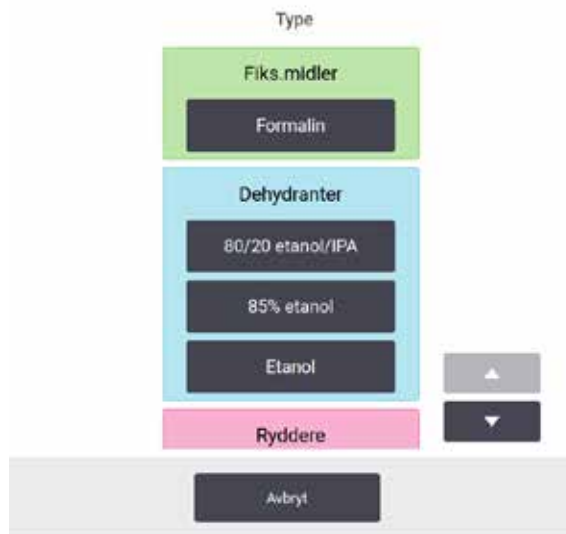 Type
Fiks.midler
Formalin
Dehydranter
80/20 etanol/IPA
85% etanol
Etanol
Ryddere
Avbryt